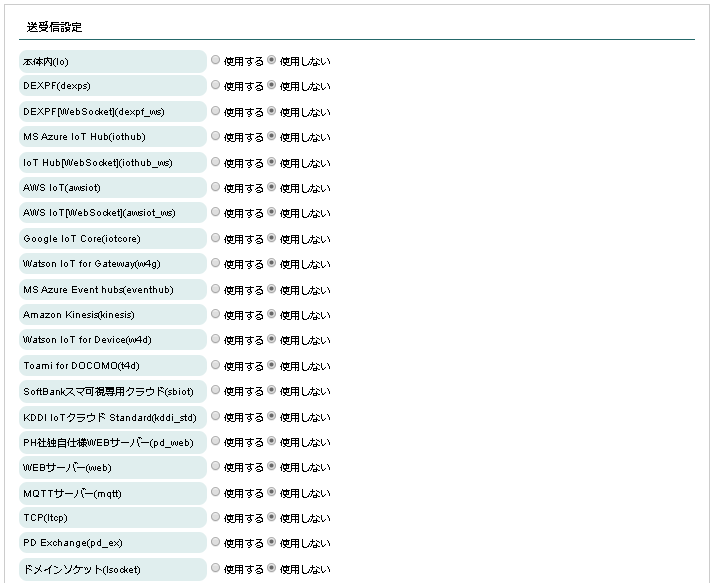 送受信設定
本体内(lo) 使用する 使用しない
DEXPF(dexps) 使用する 使用しない
DEXPF[WebSocket](dexpf_ws) 使用する 使用しない
MS Azure IoT Hub(iothub) 使用する 使用しない
IoT Hub[WebSocket](iothub_ws) 使用する 使用しない
AWS IoT(awsiot) 使用する 使用しない
AWS IoT[WebSocket](awsiot_ws) 使用する 使用しない
Google IoT Core(iotcore) 使用する 使用しない
Watson IoT for Gateway(w4g) 使用する 使用しない
MS Azure Event hubs(eventhub) 使用する 使用しない
Amazon Kinesis(kinesis) 使用する 使用しない
Watson IoT for Device(w4d) 使用する 使用しない
Toami for DOCOMO(t4d) 使用する 使用しない
SoftBankスマ可視専用クラウド(sbiot) 使用する 使用しない
KDDI IoTクラウド Standard(kddi_std) 使用する 使用しない
PH社独自仕様WEBサーバー(pd_web) 使用する 使用しない
WEBサーバー(web) 使用する 使用しない
MQTTサーバー(mqtt) 使用する 使用しない
TCP(ltcp) 使用する 使用しない
PD Exchange(pd_ex) 使用する 使用しない
ドメインソケット(lsocket) 使用する 使用しない